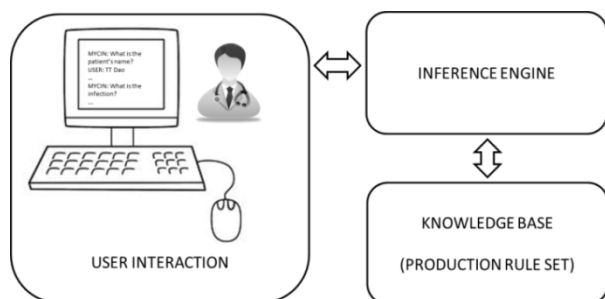 MYCIN: What is the
patient's name?
USER: TT Dao
...
MYCIN: What is the
infection?
....
USER INTERACTION
INFERENCE ENGINE
KNOWLEDGE BASE
(PRODUCTION RULE SET)